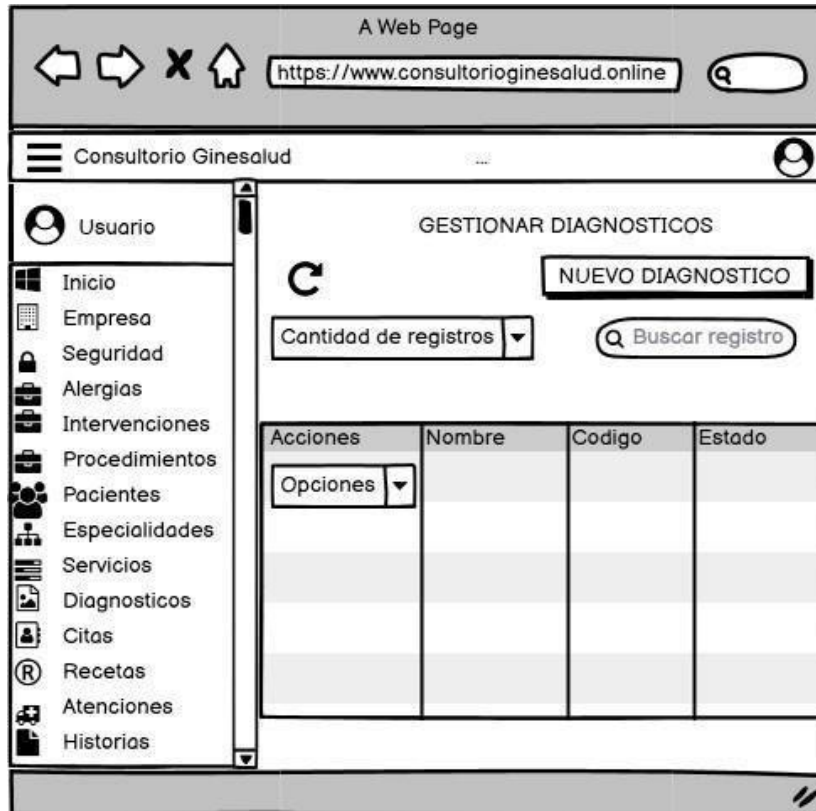 A Web Page
https://www.consultorioginesalud.online
Consultorio Ginesalud ...
Usuario
Inicio
Empresa
Seguridad
Alergias
Intervenciones
Procedimientos
Pacientes
Especialidades
Servicios
Diagnosticos
Citas
Recetas
Atenciones
Historias
GESTIONAR DIAGNOSTICOS
NUEVO DIAGNOSTICO
Cantidad de registros Buscar registro
Acciones Nombre Codigo Estado
Opciones